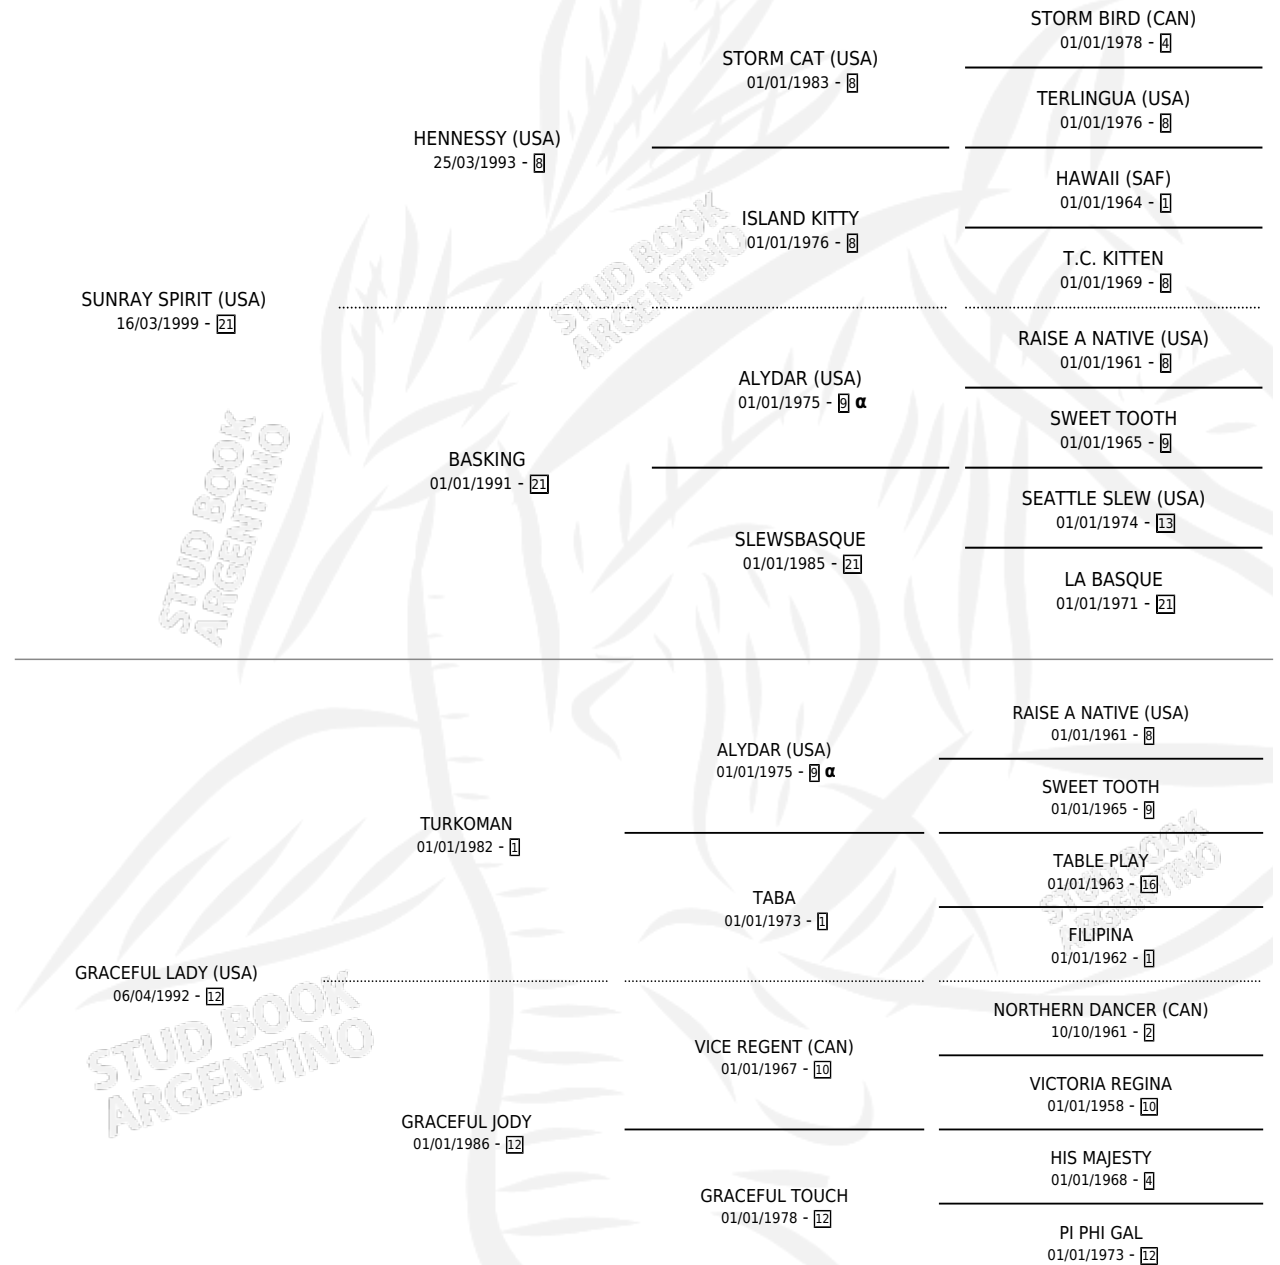 STORM BIRD (CAN)
01/01/1978 - 4
STORM CAT (USA)
01/01/1983 - 8
TERLINGUA (USA)
01/01/1976 - 8
HENNESSY (USA)
25/03/1993 - 8
HAWAII (SAF)
01/01/1964 - 1
ISLAND KITTY
01/01/1976 - 8
T.C. KITTEN
01/01/1969 - 8
SUNRAY SPIRIT (USA)
16/03/1999 - 21
RAISE A NATIVE (USA)
01/01/1961 - 8
ALYDAR (USA)
01/01/1975 - 9 α
SWEET TOOTH
01/01/1965 - 9
BASKING
01/01/1991 - 21
SEATTLE SLEW (USA)
01/01/1974 - 13
SLEWSBASQUE
01/01/1985 - 21
LA BASQUE
01/01/1971 - 21
RAISE A NATIVE (USA)
01/01/1961 - 8
ALYDAR (USA)
01/01/1975 - 9 α
SWEET TOOTH
01/01/1965 - 9
TURKOMAN
01/01/1982 - 1
TABLE PLAY
01/01/1963 - 16
TABA
01/01/1973 - 1
FILIPINA
01/01/1962 - 1
GRACEFUL LADY (USA)
06/04/1992 - 12
NORTHERN DANCER (CAN)
10/10/1961 - 2
VICE REGENT (CAN)
01/01/1967 - 10
VICTORIA REGINA
01/01/1958 - 10
GRACEFUL JODY
01/01/1986 - 12
HIS MAJESTY
01/01/1968 - 4
GRACEFUL TOUCH
01/01/1978 - 12
PI PHI GAL
01/01/1973 - 12
STUD BOOK
ARGENTINO
STUD BOOK
ARGENTINO
STUD BOOK
ARGENTINO
STUD BOOK
ARGENTINO